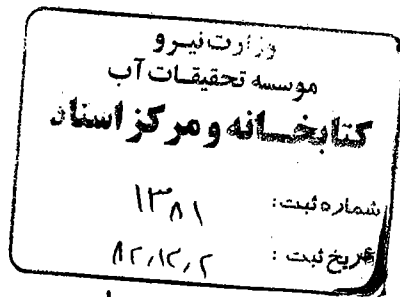 وزارت نیرو
موسسه تحقیقات آب
کتابخانه و مرکز اسناد
شماره ثبت: ۱۳۸۱
تاریخ ثبت: ۸۲٫۱۲٫۲